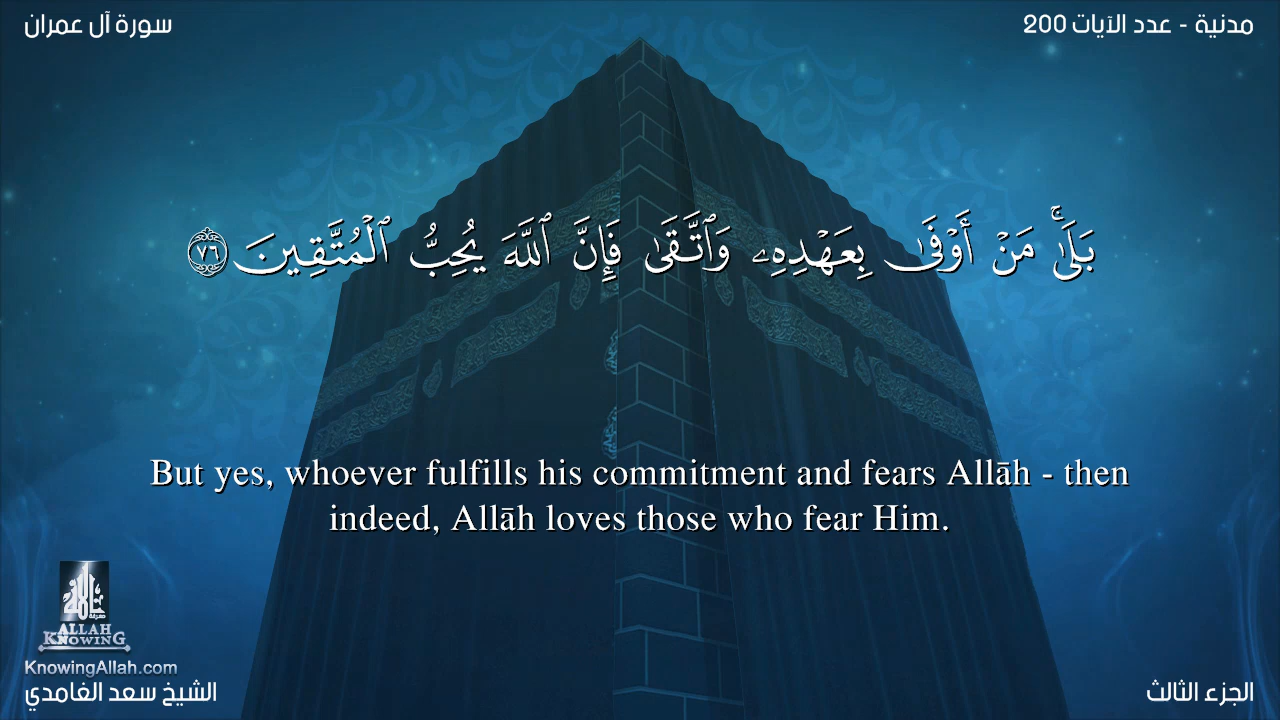 سورة آل عمران
مدنية - عدد الآيات 200
بَلَىٰۚ مَنۡ أَوۡفَىٰ بِعَهۡدِهِۦ وَٱتَّقَىٰ فَإِنَّ ٱللَّهَ يُحِبُّ ٱلۡمُتَّقِينَ ٧٦
But yes, whoever fulfills his commitment and fears Allāh - then
indeed, Allāh loves those who fear Him.
ALLAH
KNOWING
KnowingAllah.com
الشيخ سعد الغامدي
الجزء الثالث